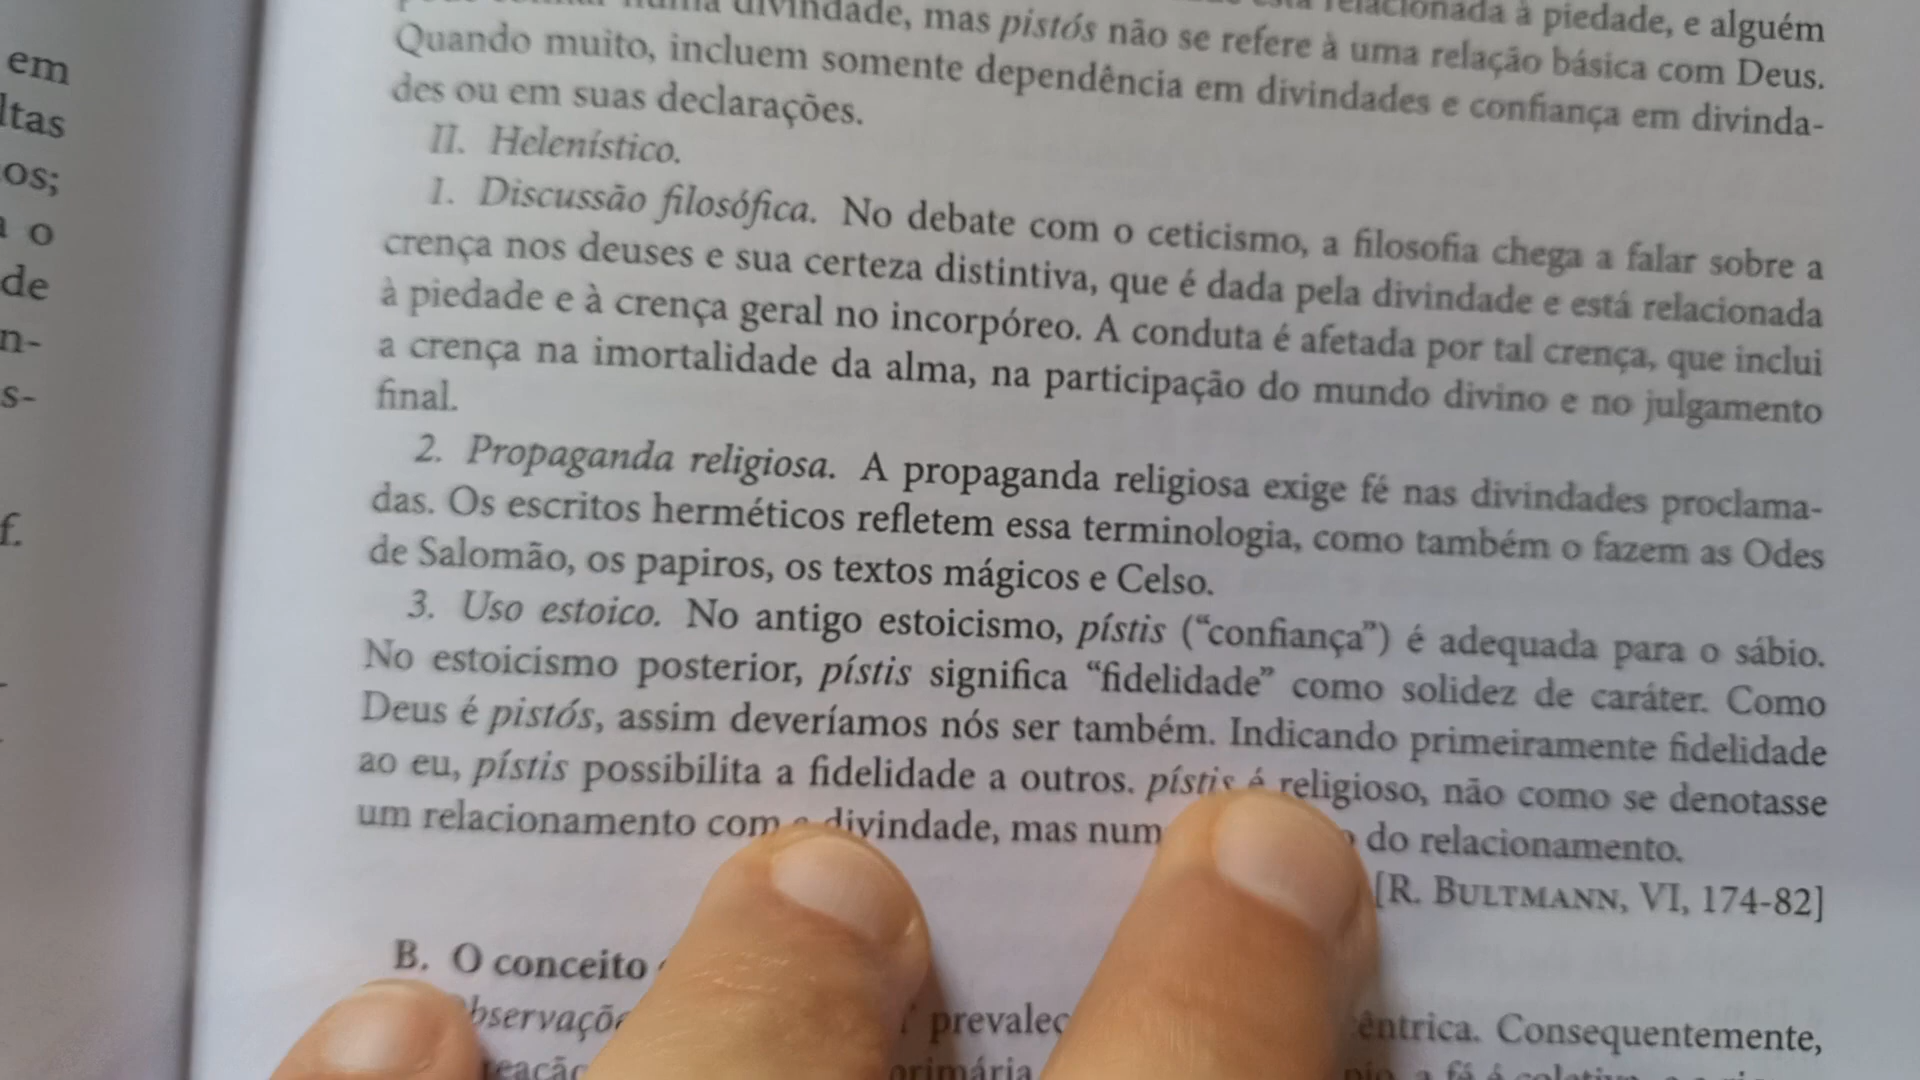 em
ltas
os;
o
de
n-
s-
f.
numa divindade, mas pistós não se refere à uma relação básica com Deus.
relacionada à piedade, e alguém
Quando muito, incluem somente dependência em divindades e confiança em divinda-
des ou em suas declarações.
II. Helenístico.
1. Discussão filosófica. No debate com o ceticismo, a filosofia chega a falar sobre a
crença nos deuses e sua certeza distintiva, que é dada pela divindade e está relacionada
à piedade e à crença geral no incorpóreo. A conduta é afetada por tal crença, que inclui
a crença na imortalidade da alma, na participação do mundo divino e no julgamento
final.
2. Propaganda religiosa. A propaganda religiosa exige fé nas divindades proclama-
das. Os escritos herméticos refletem essa terminologia, como também o fazem as Odes
de Salomão, os papiros, os textos mágicos e Celso.
3. Uso estoico. No antigo estoicismo, pístis (“confiança”) é adequada para o sábio.
No estoicismo posterior, pístis significa “fidelidade” como solidez de caráter. Como
Deus é pistós, assim deveríamos nós ser também. Indicando primeiramente fidelidade
ao eu, pístis possibilita a fidelidade a outros. pístis é religioso, não como se denotasse
um relacionamento com a divindade, mas num do relacionamento.
[R. BULTMANN, VI, 174-82]
B. O conceito
prevalec êntrica. Consequentemente,
primária a fé é